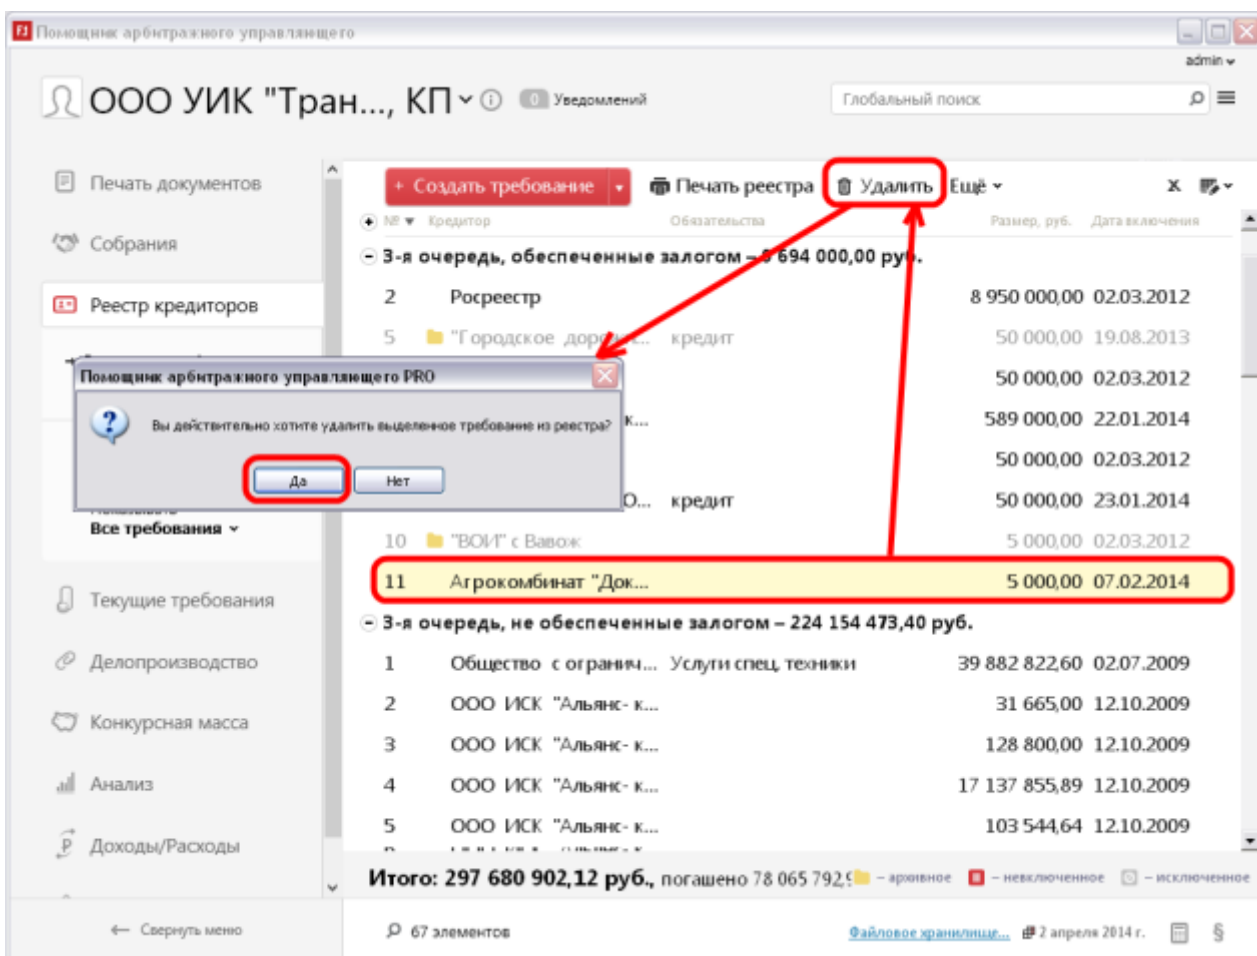 Помощник арбитражного управляющего
admin
ООО УИК "Тран..., КП
0 Уведомлений
Глобальный поиск
Печать документов
Собрания
Реестр кредиторов
Все требования
Текущие требования
Делопроизводство
Конкурсная масса
Анализ
Доходы/Расходы
← Свернуть меню
+ Создать требование Печать реестра Удалить Ещё X
№ Кредитор Обязательства Размер, руб. Дата включения
3-я очередь, обеспеченные залогом – 694 000,00 руб.
2 Росреестр 8 950 000,00 02.03.2012
5 "Городское кредит 50 000,00 19.08.2013
50 000,00 02.03.2012
к... 589 000,00 22.01.2014
50 000,00 02.03.2012
О... кредит 50 000,00 23.01.2014
10 "ВОИ" с Вавож 5 000,00 02.03.2012
11 Агрокомбинат "Док... 5 000,00 07.02.2014
3-я очередь, не обеспеченные залогом – 224 154 473,40 руб.
1 Общество с огранич... Услуги спец. техники 39 882 822,60 02.07.2009
2 ООО ИСК "Альянс- к... 31 665,00 12.10.2009
3 ООО ИСК "Альянс- к... 128 800,00 12.10.2009
4 ООО ИСК "Альянс- к... 17 137 855,89 12.10.2009
5 ООО ИСК "Альянс- к... 103 544,64 12.10.2009
Итого: 297 680 902,12 руб., погашено 78 065 792,9 – архивное – невключенное – исключенное
67 элементов Файловое хранилище... 2 апреля 2014 г. §
Помощник арбитражного управляющего PRO
Вы действительно хотите удалить выделенное требование из реестра?
Да Нет